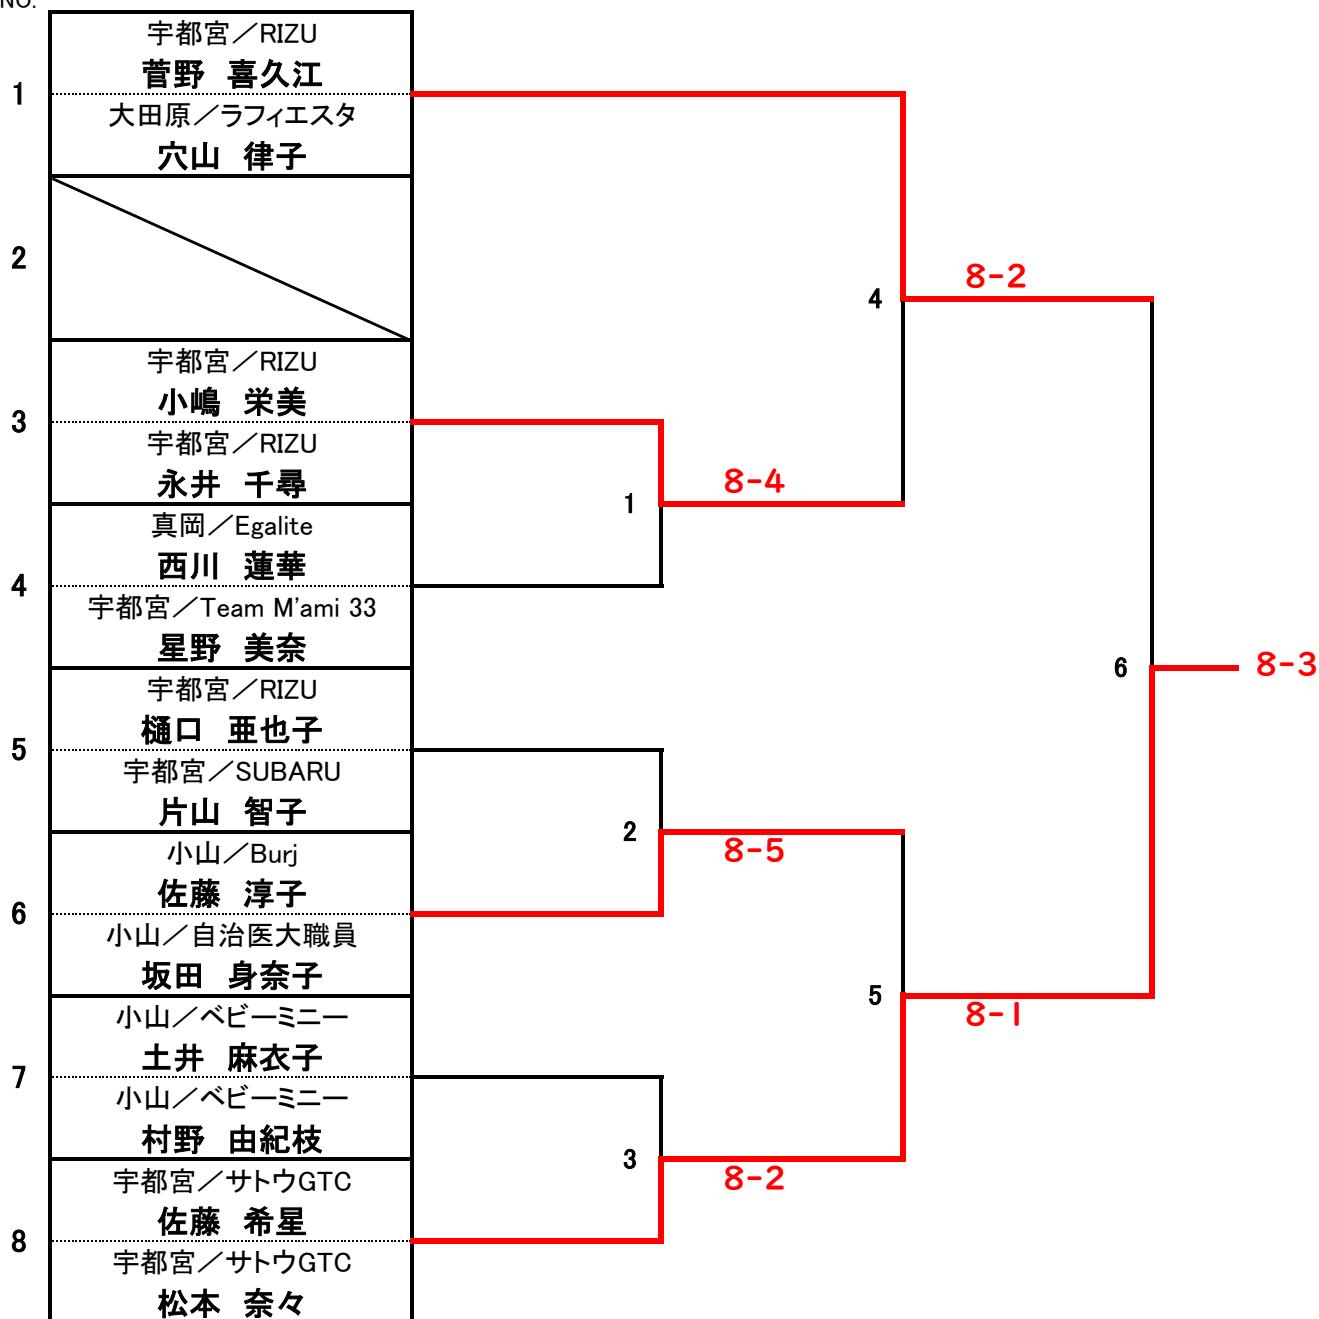 NO.
宇都宮／RIZU
菅野 喜久江
1
大田原／ラフィエスタ
穴山 律子
2
8-2
4
宇都宮／RIZU
小嶋 栄美
3
宇都宮／RIZU
永井 千尋
8-4
1
真岡／Egalite
西川 蓮華
4
宇都宮／Team M'ami 33
星野 美奈
6
8-3
宇都宮／RIZU
樋口 亜也子
5
宇都宮／SUBARU
片山 智子
2
8-5
小山／Burj
佐藤 淳子
6
小山／自治医大職員
坂田 身奈子
5
8-1
小山／ベビーミニー
土井 麻衣子
7
小山／ベビーミニー
村野 由紀枝
3
8-2
宇都宮／サトウGTC
佐藤 希星
8
宇都宮／サトウGTC
松本 奈々